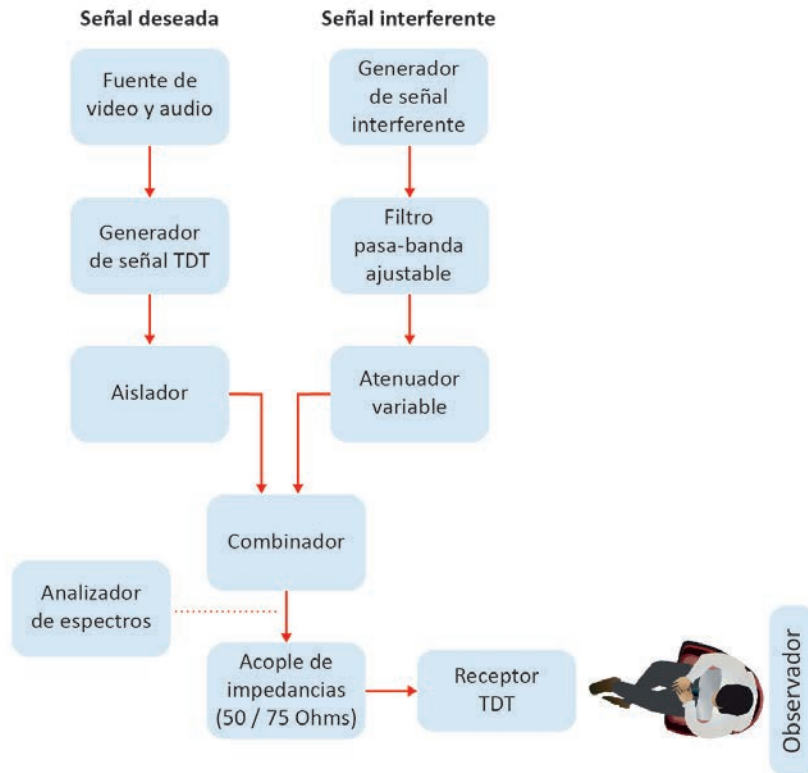 Señal deseada
Señal interferente
Fuente de
video y audio
Generador
de señal
interferente
Generador
de señal TDT
Filtro
pasa-banda
ajustable
Aislador
Atenuador
variable
Combinador
Analizador
de espectros
Acople de
impedancias
(50 / 75 Ohms)
Receptor
TDT
Observador